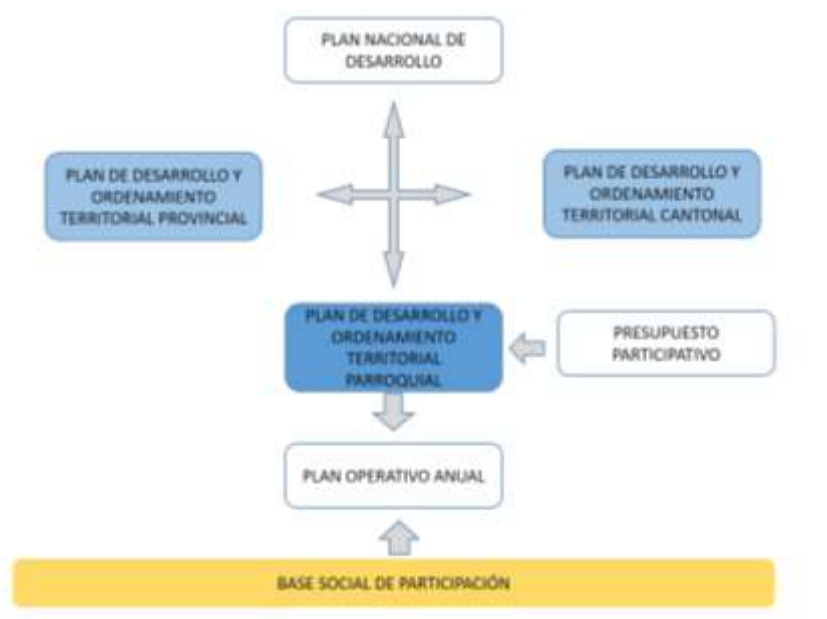 PLAN NACIONAL DE
DESARROLLO
PLAN DE DESARROLLO Y
ORDENAMIENTO
TERRITORIAL PROVINCIAL
PLAN DE DESARROLLO Y
ORDENAMIENTO
TERRITORIAL CANTONAL
PLAN DE DESARROLLO Y
ORDENAMIENTO
TERRITORIAL
PARROQUIAL
PRESUPUESTO
PARTICIPATIVO
PLAN OPERATIVO ANUAL
BASE SOCIAL DE PARTICIPACIÓN